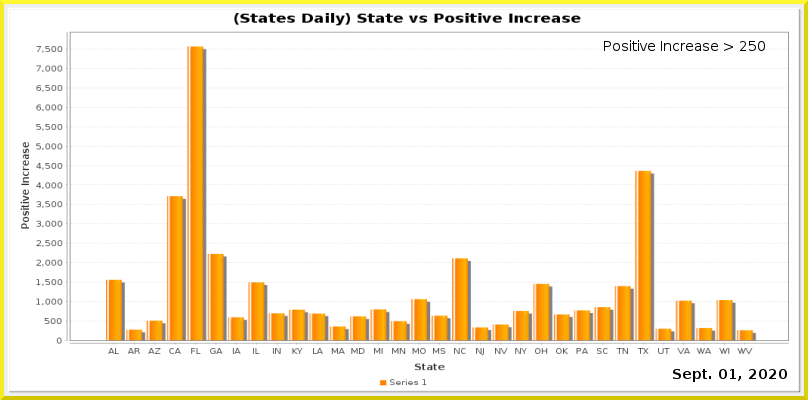 (States Daily) State vs Positive Increase
Positive Increase > 250
Positive Increase
7,500
7,000
6,500
6,000
5,500
5,000
4,500
4,000
3,500
3,000
2,500
2,000
1,500
1,000
500
0
AL AR AZ CA FL GA IA IL IN KY LA MA MD MI MN MO MS NC NJ NV NY OH OK PA SC TN TX UT VA WA WI WV
State
Series 1
Sept. 01, 2020